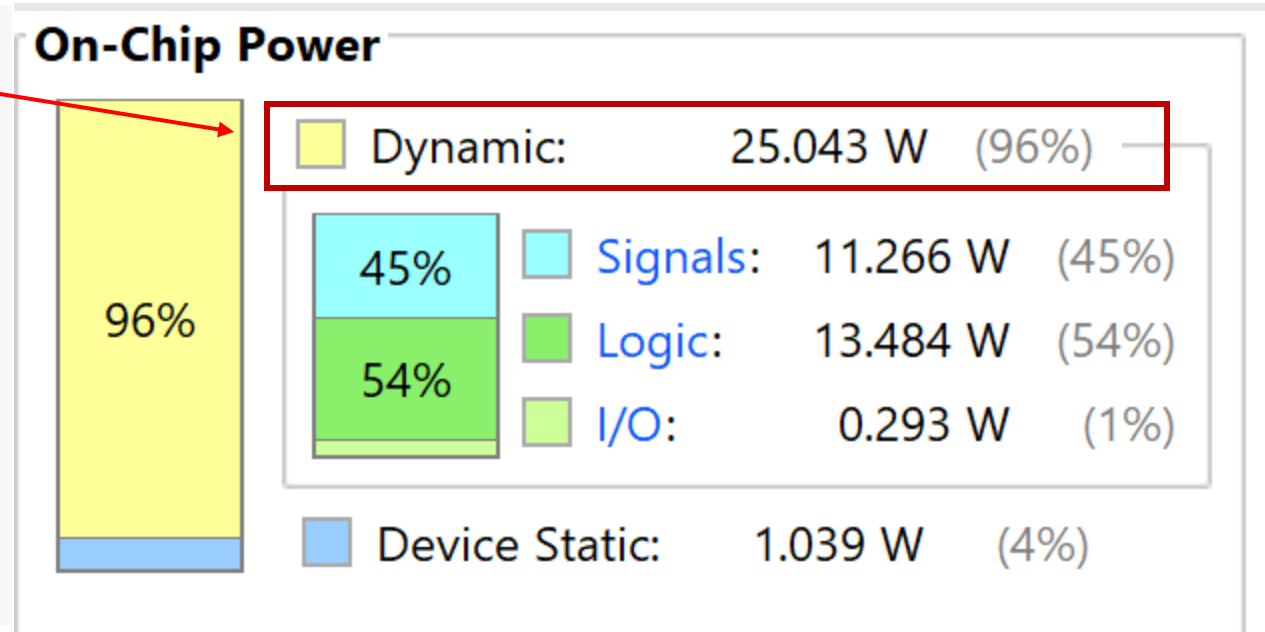 On-Chip Power
Dynamic: 25.043 W (96%)
96%
45%
Signals: 11.266 W (45%)
54%
Logic: 13.484 W (54%)
I/O: 0.293 W (1%)
Device Static: 1.039 W (4%)